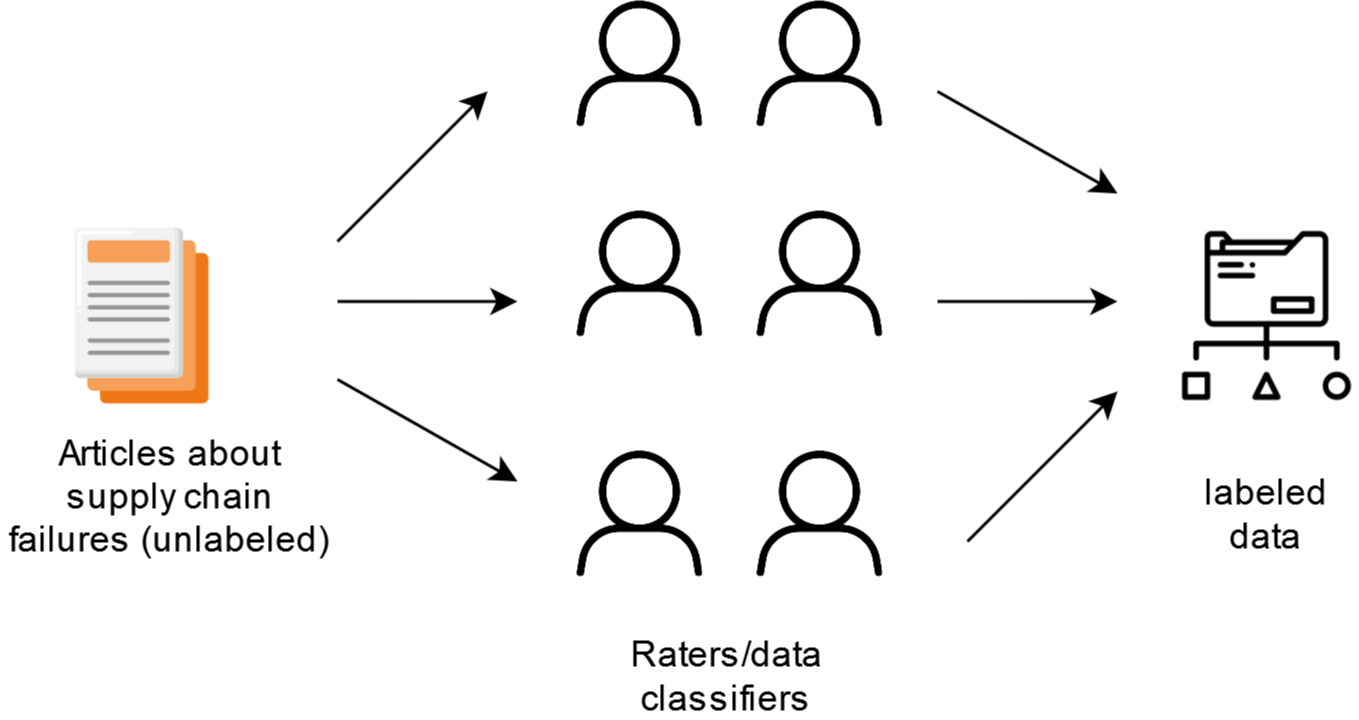 Articles about
supply chain
failures (unlabeled)
Raters/data
classifiers
labeled
data